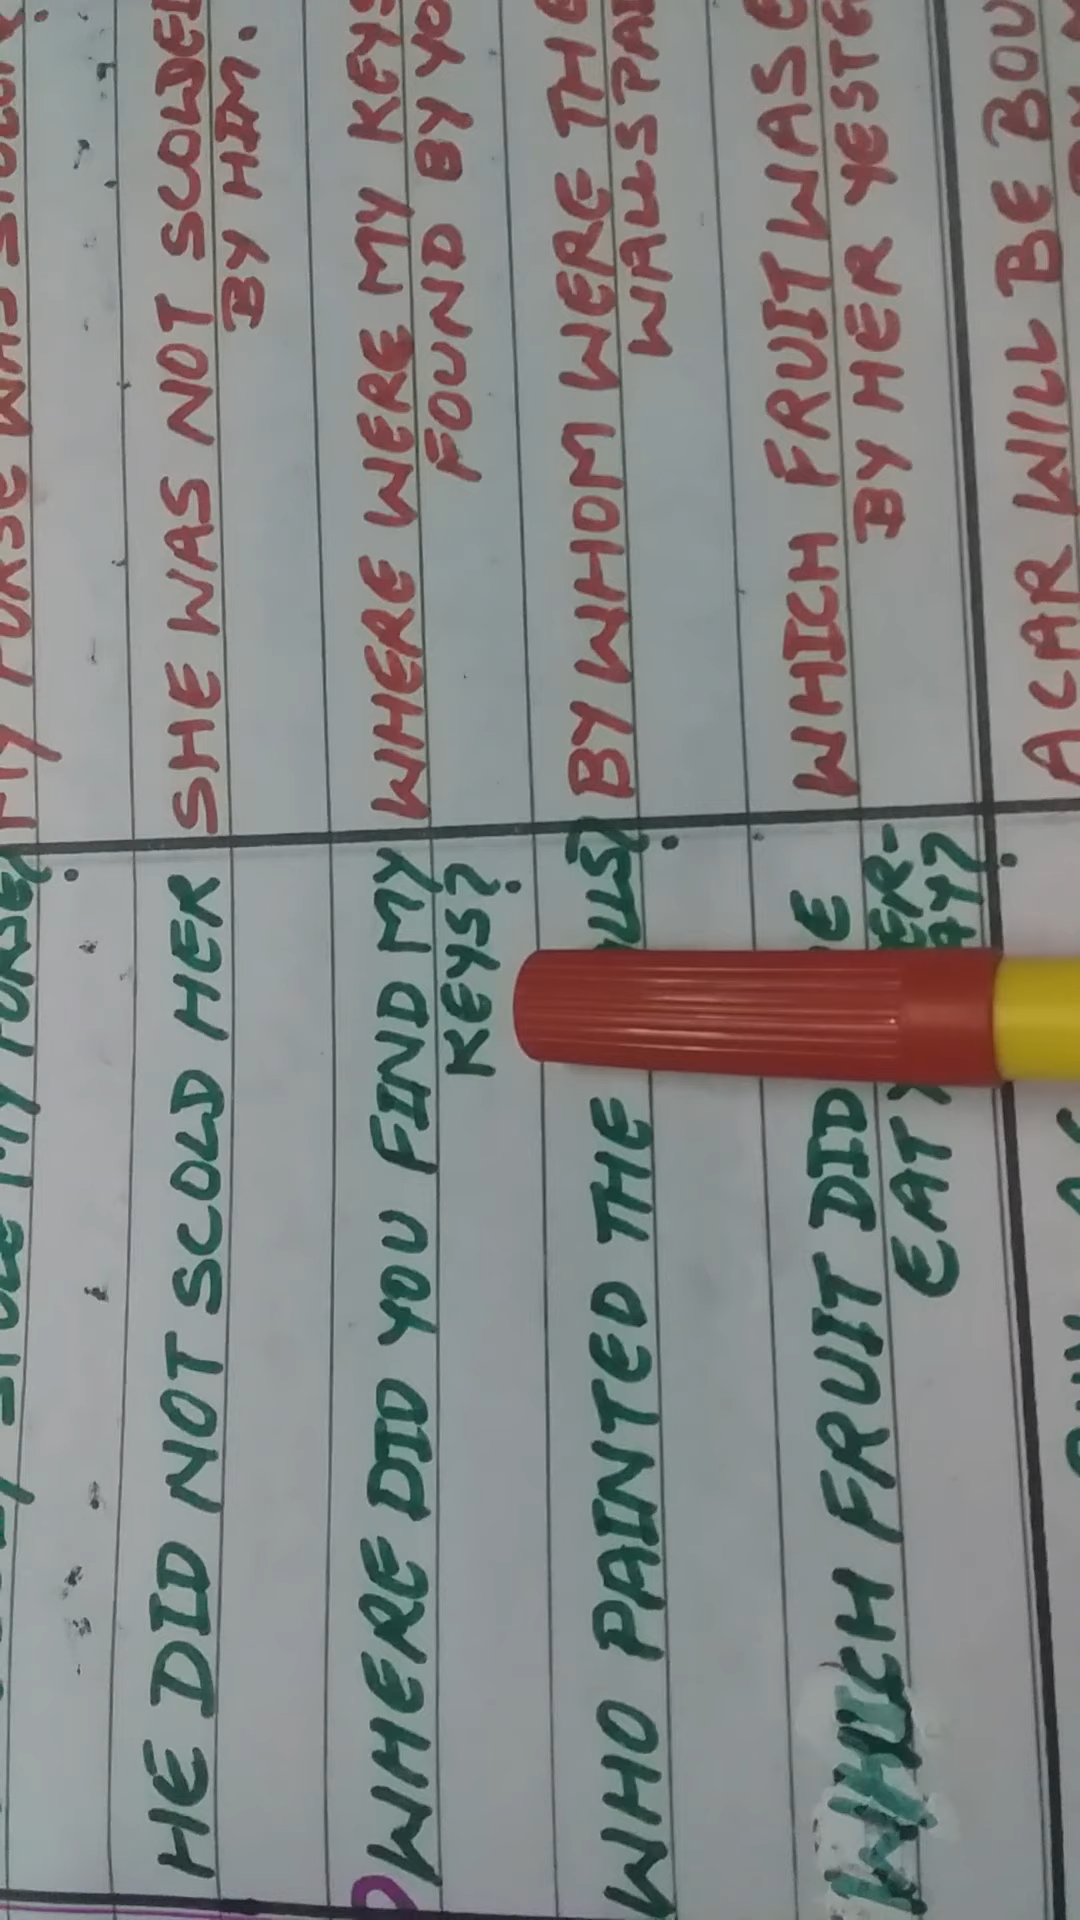 STOLE MY PURSE?
MY PURSE WAS
HE DID NOT SCOLD HER
SHE WAS NOT SCOLDED
BY HIM.
WHERE DID YOU FIND MY
KEYS?
WHERE WERE MY KEYS
FOUND BY
WHO PAINTED THE
BY WHOM WERE THE
WALLS
WHICH FRUIT DID
EAT
WHICH FRUIT WAS
BY HER
A CAR WILL BE